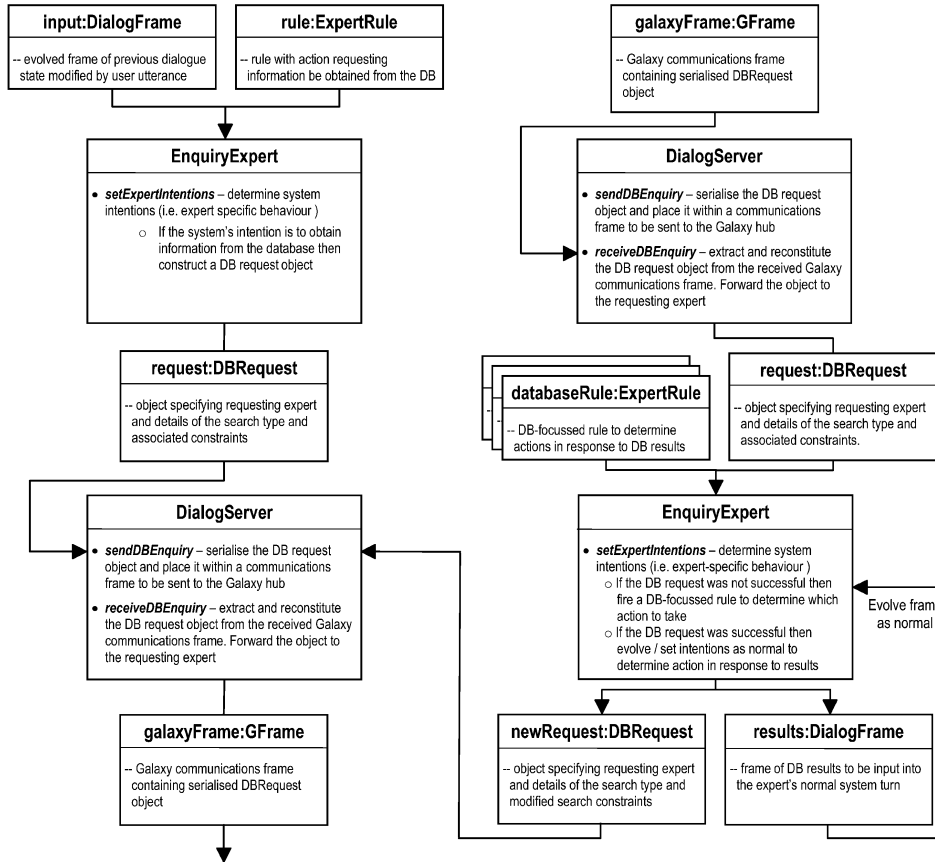 input:DialogFrame
-- evolved frame of previous dialogue
state modified by user utterance
rule:ExpertRule
-- rule with action requesting
information be obtained from the DB
EnquiryExpert
• setExpertIntentions – determine system
intentions (i.e. expert specific behaviour )
o If the system's intention is to obtain
information from the database then
construct a DB request object
request:DBRequest
-- object specifying requesting expert
and details of the search type and
associated constraints
DialogServer
• sendDBEnquiry – serialise the DB request
object and place it within a communications
frame to be sent to the Galaxy hub
• receiveDBEnquiry – extract and reconstitute
the DB request object from the received Galaxy
communications frame. Forward the object to
the requesting expert
galaxyFrame:GFrame
-- Galaxy communications frame
containing serialised DBRequest
object
galaxyFrame:GFrame
-- Galaxy communications frame
containing serialised DBRequest
object
DialogServer
• sendDBEnquiry – serialise the DB request
object and place it within a communications
frame to be sent to the Galaxy hub
• receiveDBEnquiry – extract and reconstitute
the DB request object from the received Galaxy
communications frame. Forward the object to
the requesting expert
databaseRule:ExpertRule
-- DB-focussed rule to determine
actions in response to DB results
request:DBRequest
-- object specifying requesting expert
and details of the search type and
associated constraints.
EnquiryExpert
• setExpertIntentions – determine system
intentions (i.e. expert-specific behaviour )
o If the DB request was not successful then
fire a DB-focussed rule to determine which
action to take
o If the DB request was successful then
evolve / set intentions as normal to
determine action in response to results
Evolve fram
as normal
newRequest:DBRequest
-- object specifying requesting expert
and details of the search type and
modified search constraints
results:DialogFrame
-- frame of DB results to be input into
the expert's normal system turn